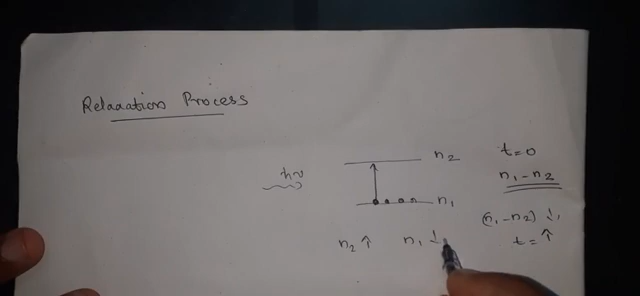 Relaxation Process
hν
n₂
n₁
t=0
n₁-n₂
(n₁-n₂) ↓,
t= ↑
n₂ ↑ n₁ ↓